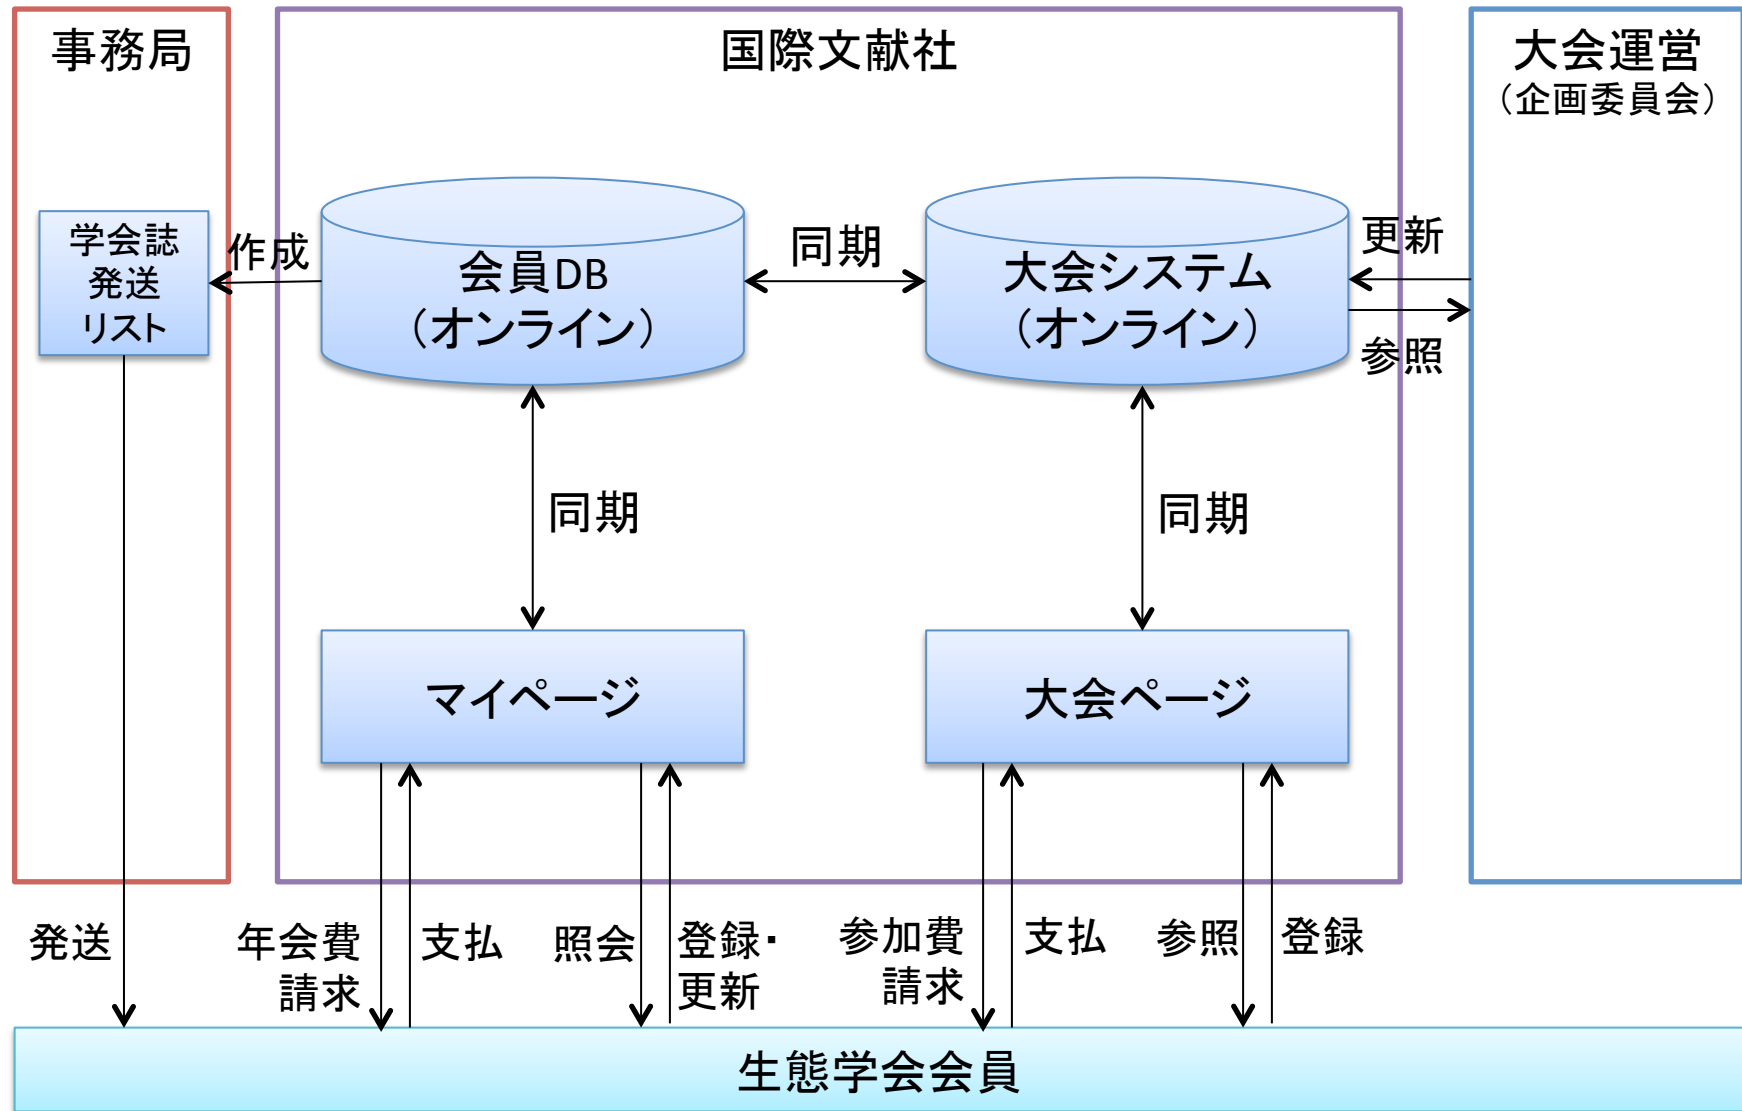 事務局
国際文献社
大会運営
（企画委員会）
学会誌
発送
リスト
作成
会員DB
（オンライン）
同期
大会システム
（オンライン）
更新
参照
同期
同期
マイページ
大会ページ
発送
年会費
請求
支払
照会
登録・
更新
参加費
請求
支払
参照
登録
生態学会会員